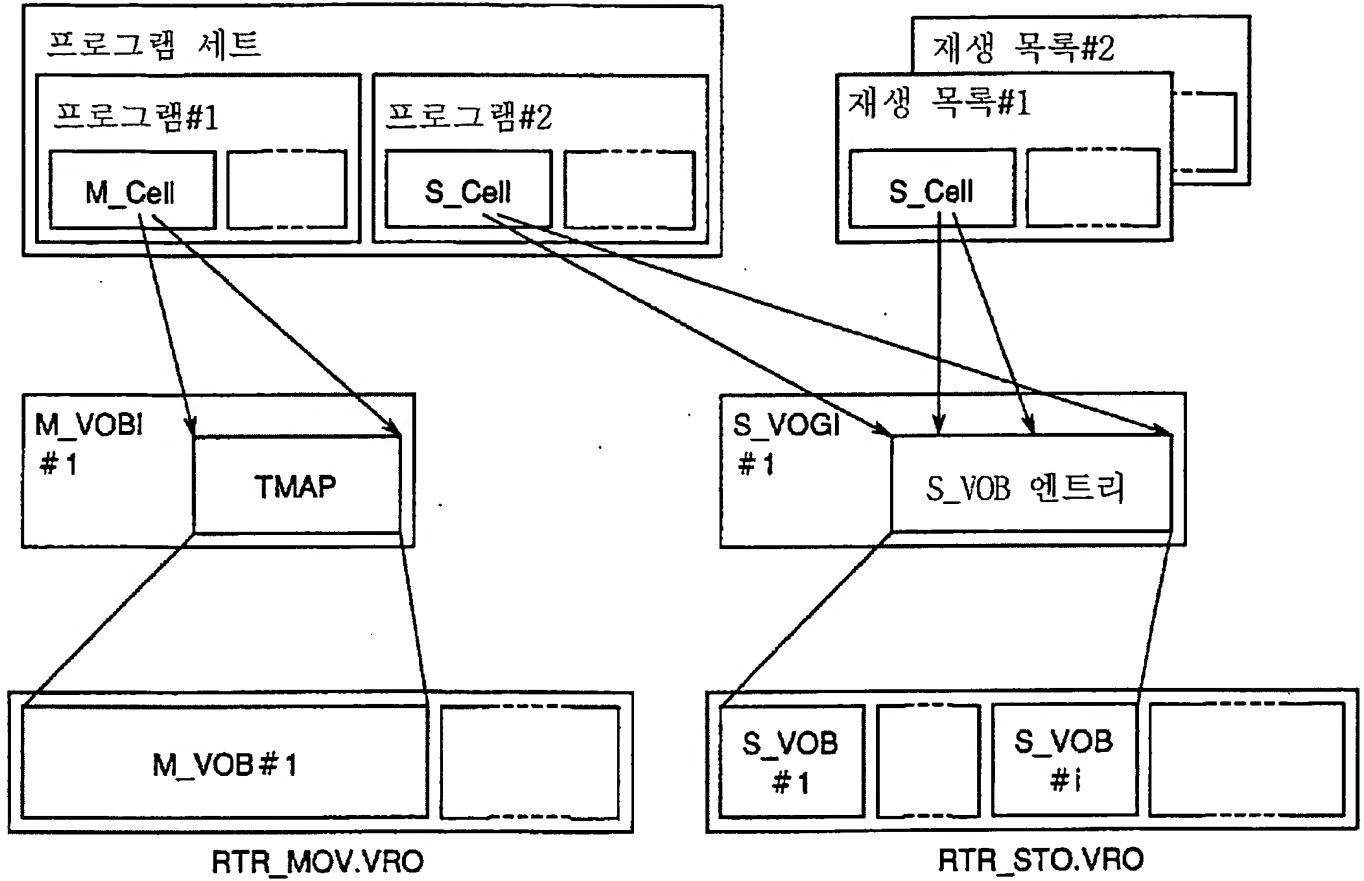 프로그램 세트
프로그램#1
프로그램#2
M_Cell
S_Cell
재생 목록#2
재생 목록#1
S_Cell
M_VOBI
#1
TMAP
S_VOGI
#1
S_VOB 엔트리
M_VOB#1
S_VOB
#1
S_VOB
#i
RTR_MOV.VRO
RTR_STO.VRO